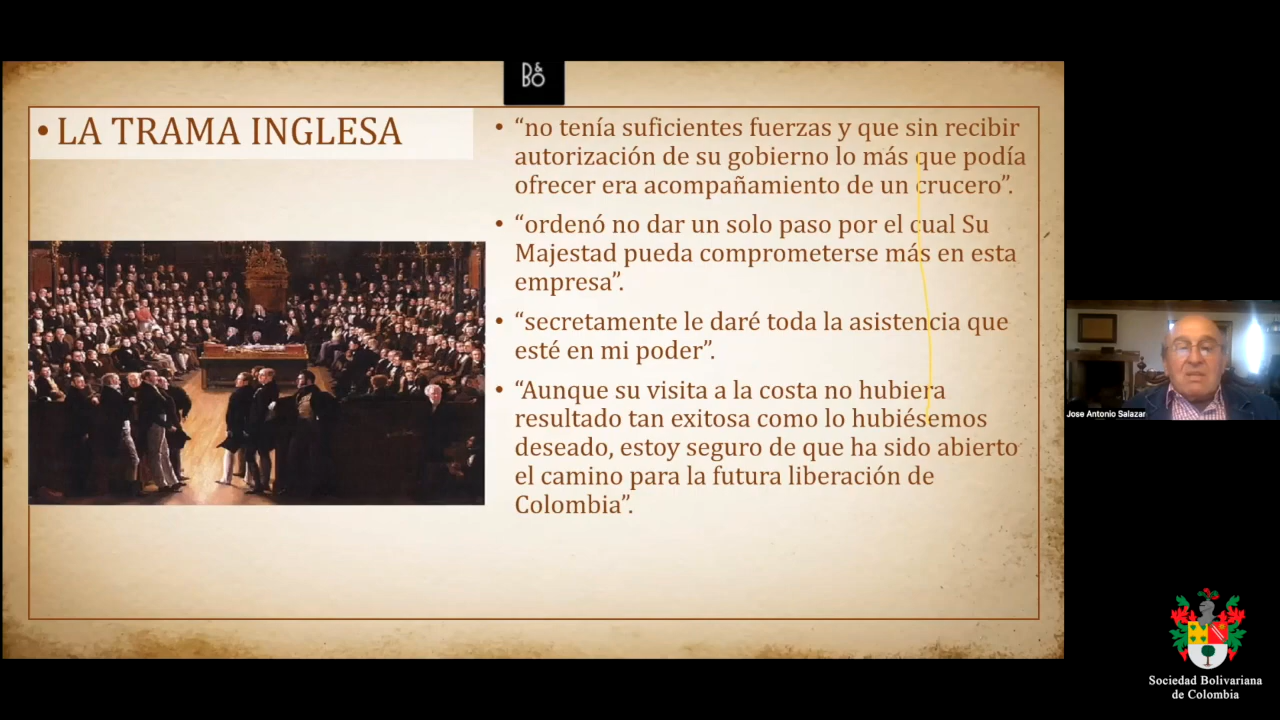 B&O
• LA TRAMA INGLESA
• “no tenía suficientes fuerzas y que sin recibir
autorización de su gobierno lo más que podía
ofrecer era acompañamiento de un crucero”.
• “ordenó no dar un solo paso por el cual Su
Majestad pueda comprometerse más en esta
empresa”.
• “secretamente le daré toda la asistencia que
esté en mi poder”.
• “Aunque su visita a la costa no hubiera
resultado tan exitosa como lo hubiésemos
deseado, estoy seguro de que ha sido abierto
el camino para la futura liberación de
Colombia”.
Jose Antonio Salazar
Sociedad Bolivariana
de Colombia